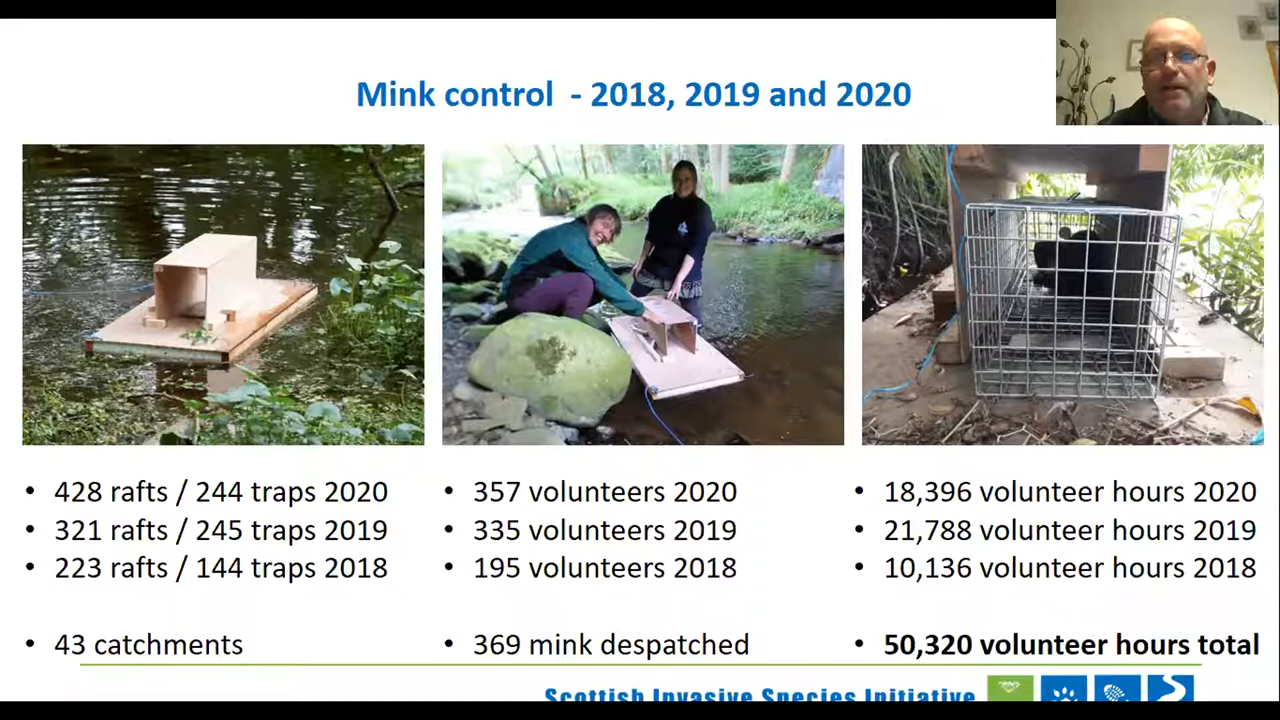 Mink control - 2018, 2019 and 2020
• 428 rafts / 244 traps 2020
• 321 rafts / 245 traps 2019
• 223 rafts / 144 traps 2018
• 43 catchments
• 357 volunteers 2020
• 335 volunteers 2019
• 195 volunteers 2018
• 369 mink despatched
• 18,396 volunteer hours 2020
• 21,788 volunteer hours 2019
• 10,136 volunteer hours 2018
• 50,320 volunteer hours total
Scottish Invasive Species Initiative